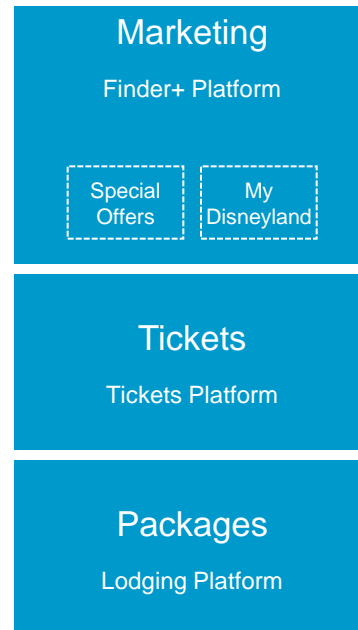 Marketing
Finder+ Platform
Special
Offers
My
Disneyland
Tickets
Tickets Platform
Packages
Lodging Platform